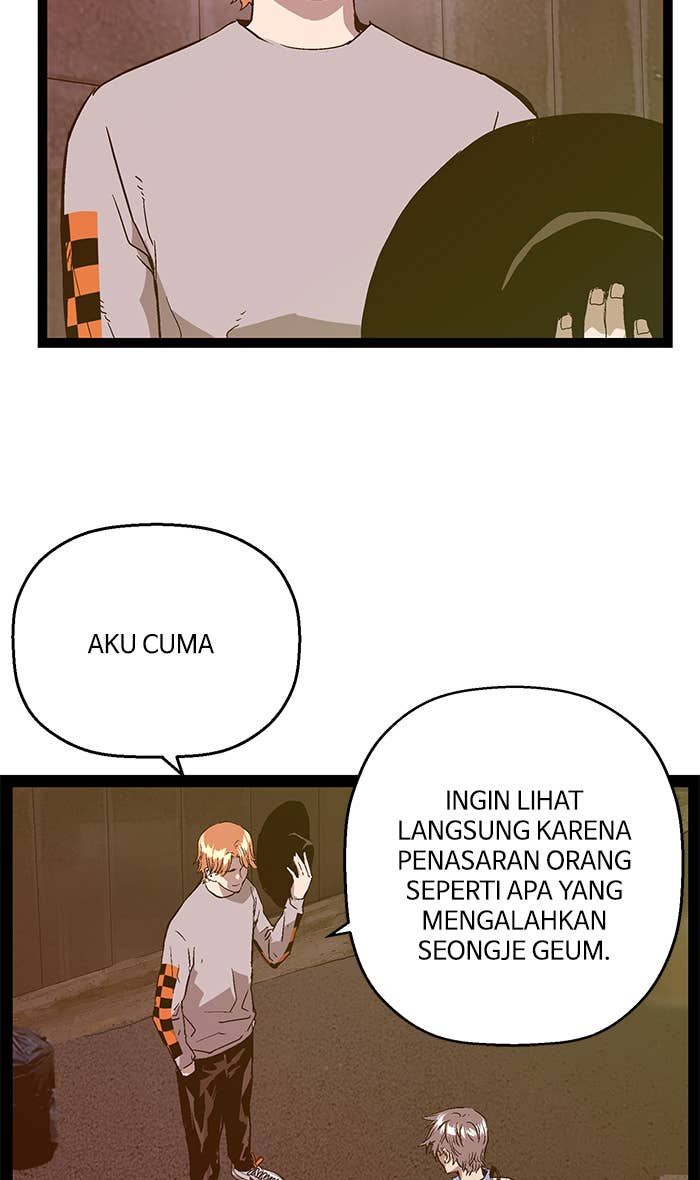 AKU CUMA
INGIN LIHAT
LANGSUNG KARENA
PENASARAN ORANG
SEPERTI APA YANG
MENGALAHKAN
SEONGJE GEUM.